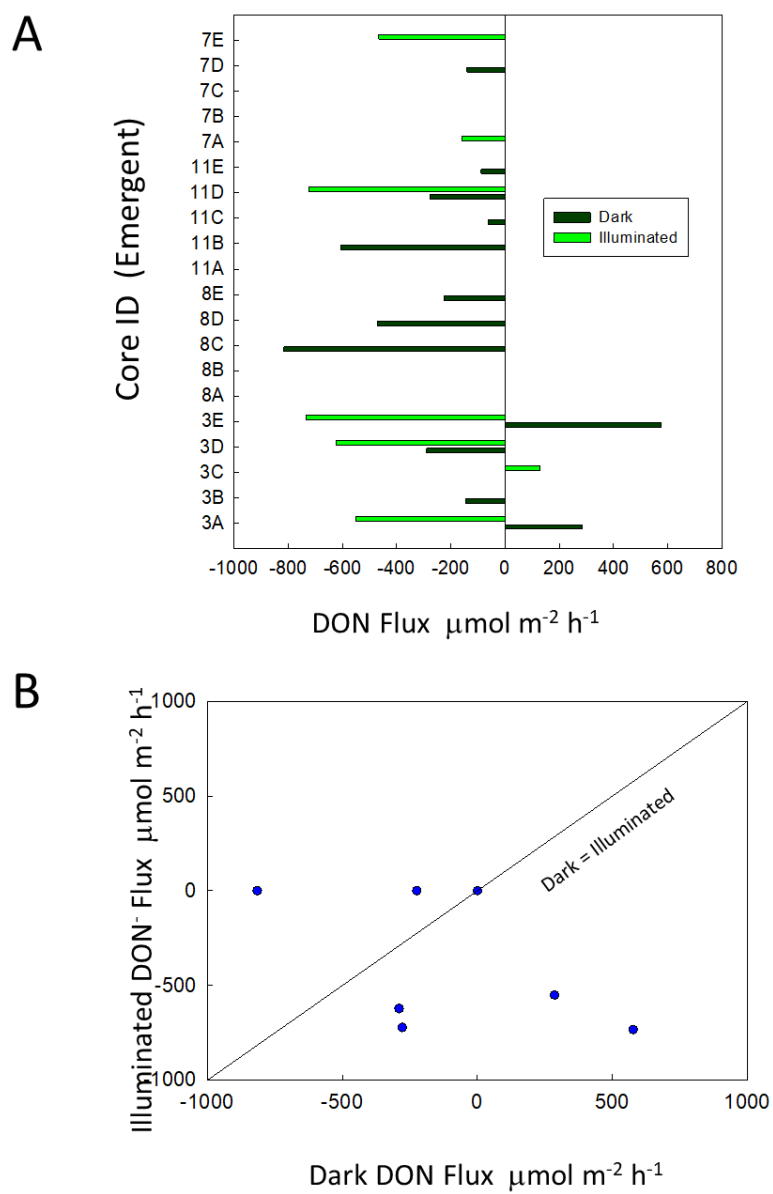 A
Core ID (Emergent)
7E
7D
7C
7B
7A
11E
11D
11C
11B
11A
8E
8D
8C
8B
8A
3E
3D
3C
3B
3A
Dark
Illuminated
-1000 -800 -600 -400 -200 0 200 400 600 800
DON Flux μmol m⁻² h⁻¹
B
Illuminated DON⁻ Flux μmol m⁻² h⁻¹
1000
500
0
-500
-1000
Dark = Illuminated
-1000 -500 0 500 1000
Dark DON Flux μmol m⁻² h⁻¹